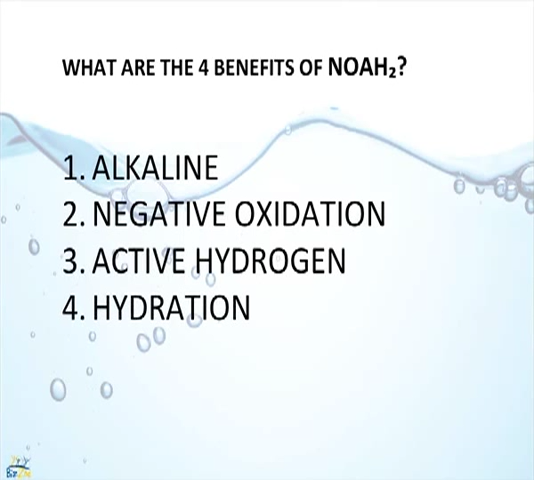 WHAT ARE THE 4 BENEFITS OF NOAH₂?
1. ALKALINE
2. NEGATIVE OXIDATION
3. ACTIVE HYDROGEN
4. HYDRATION